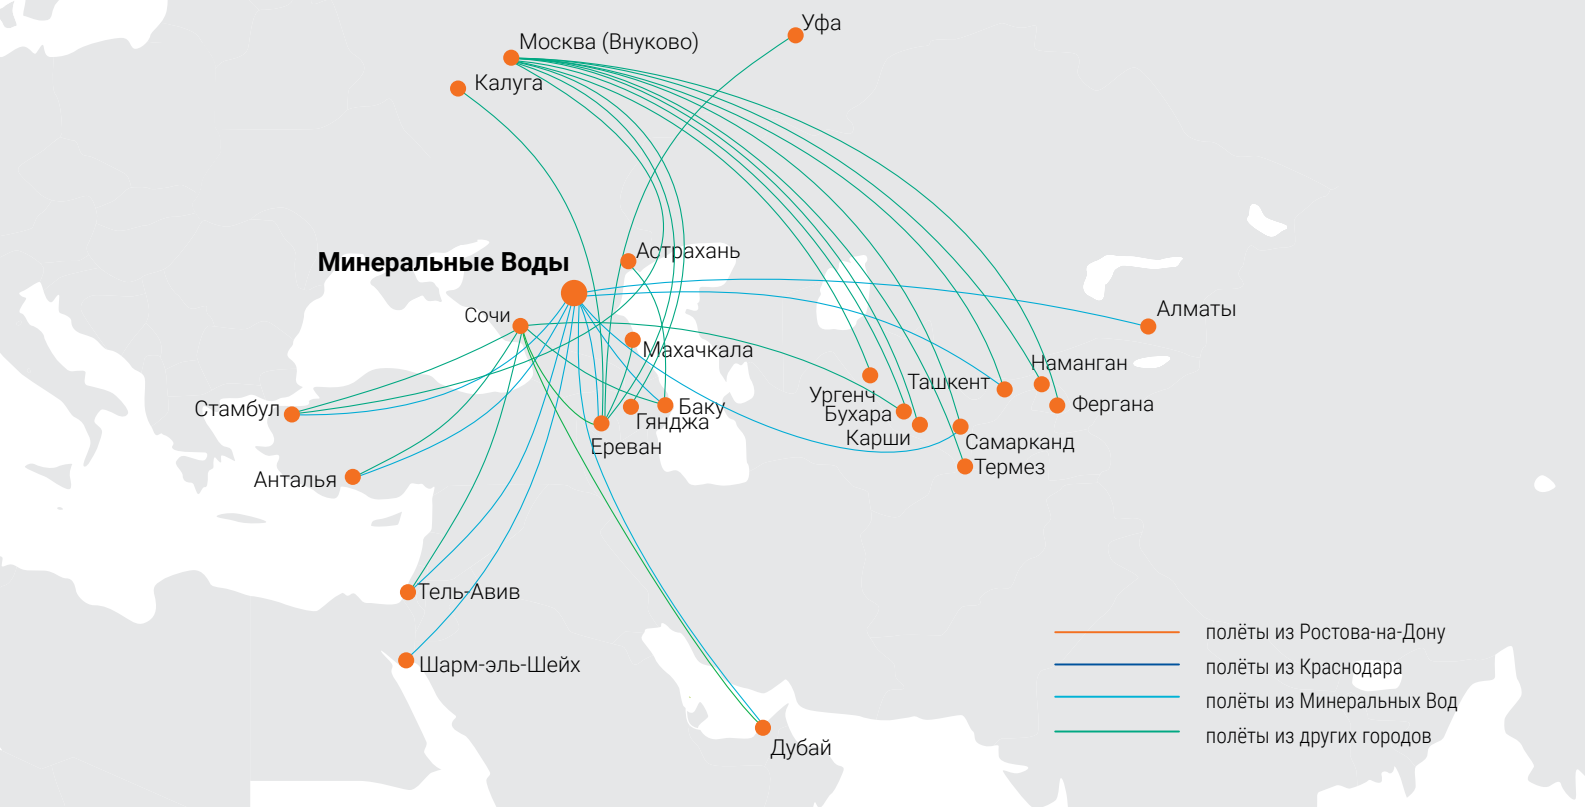 Уфа
Москва (Внуково)
Калуга
Астрахань
Минеральные Воды
Сочи
Алматы
Махачкала
Наманган
Ташкент
Ургенч
Стамбул
Баку
Фергана
Бухара
Гянджа
Карши
Самарканд
Ереван
Термез
Анталья
Тель-Авив
Шарм-эль-Шейх
Дубай
полёты из Ростова-на-Дону
полёты из Краснодара
полёты из Минеральных Вод
полёты из других городов